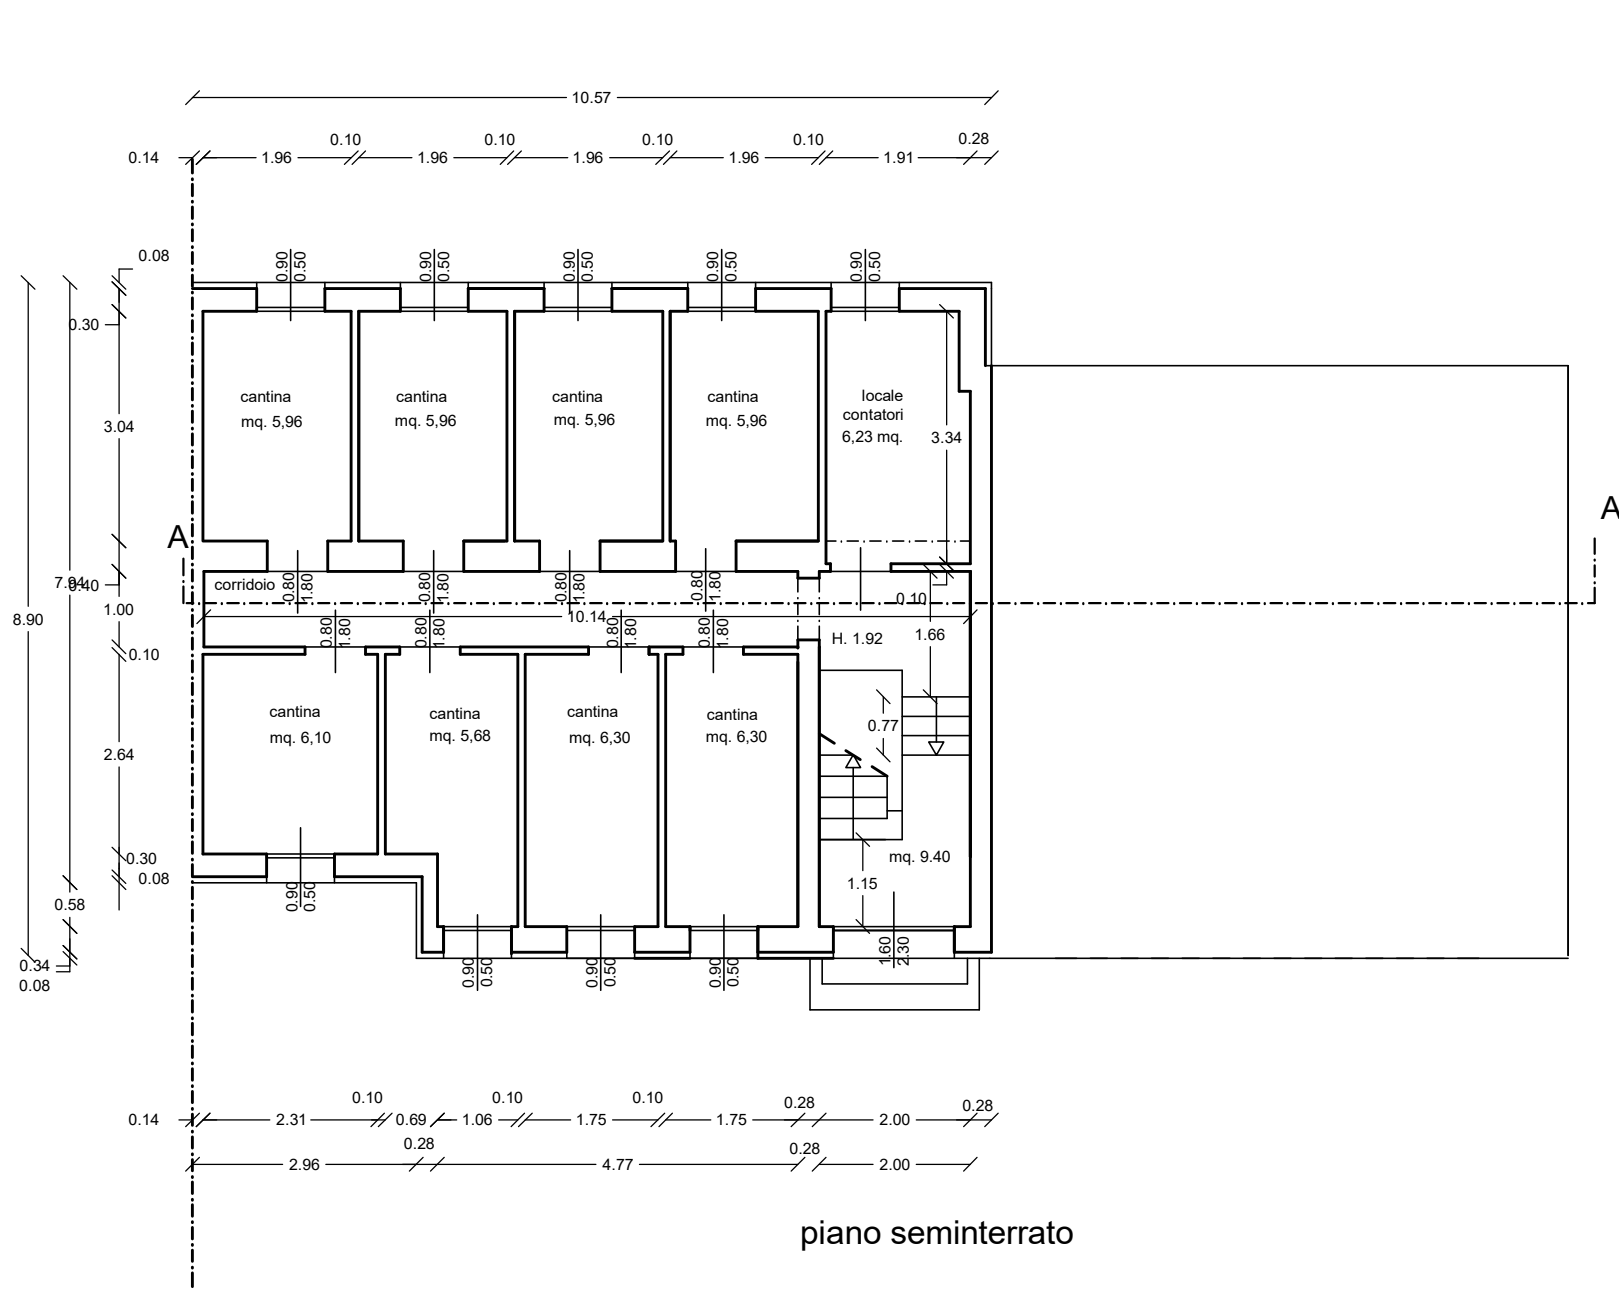 10.57
0.10 0.10 0.10 0.10 0.28
0.14 1.96 1.96 1.96 1.96 1.91
0.08
0.90 0.50 0.90 0.50 0.90 0.50 0.90 0.50 0.90 0.50
0.30
cantina
mq. 5,96
cantina
mq. 5,96
cantina
mq. 5,96
cantina
mq. 5,96
locale
contatori
6,23 mq.
3.04
3.34
A
A
7.94
0.40
corridoio
0.80 1.80 0.80 1.80 0.80 1.80 0.80 1.80
0.10
1.00
8.90
10.14
0.80 1.80 0.80 1.80 0.80 1.80 0.80 1.80
H. 1.92
1.66
0.10
cantina
mq. 6,10
cantina
mq. 5,68
cantina
mq. 6,30
cantina
mq. 6,30
0.77
2.64
0.30
0.08
mq. 9.40
1.15
0.90 0.50
0.58
1.60 2.30
0.34
0.08
0.90 0.50 0.90 0.50 0.90 0.50
0.10 0.10 0.10 0.28 0.28
0.14 2.31 0.69 1.06 1.75 1.75 2.00
0.28 0.28
2.96 4.77 2.00
piano seminterrato